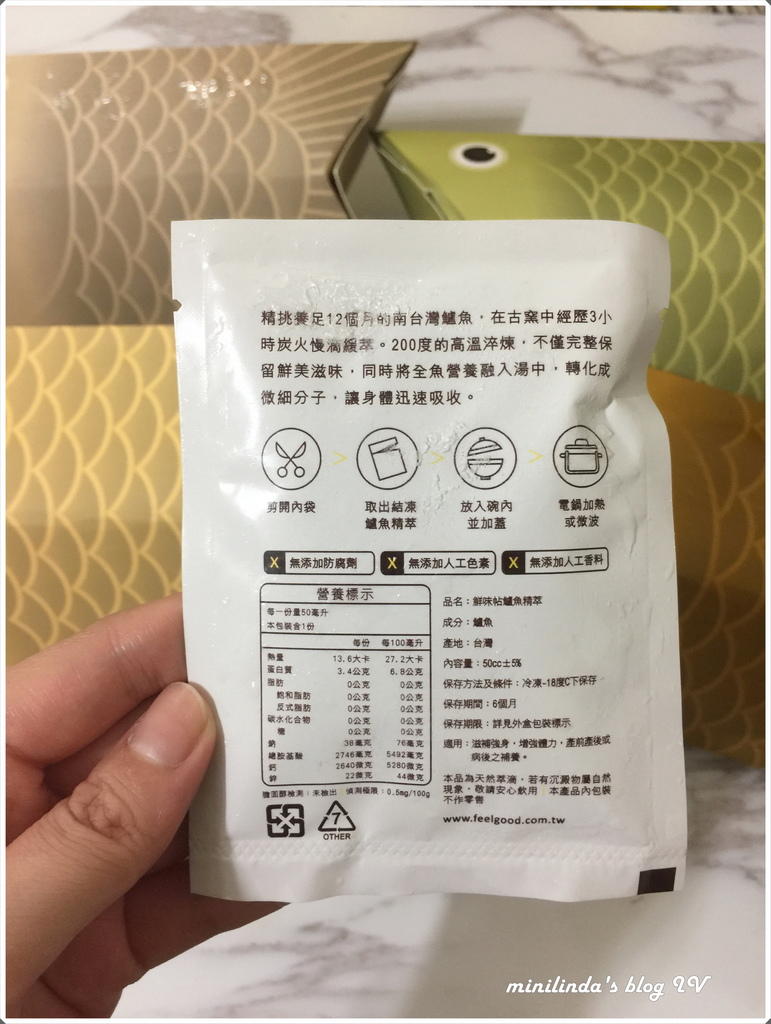 精挑養足12個月的南台灣鱸魚，在古窯中經歷3小
時炭火慢滴緩萃。200度的高溫淬煉，不僅完整保
留鮮美滋味，同時將全魚營養融入湯中，轉化成
微細分子，讓身體迅速吸收。
剪開內袋 > 取出結凍鱸魚精萃 > 放入碗內並加蓋 > 電鍋加熱或微波
X 無添加防腐劑 X 無添加人工色素 X 無添加人工香料
營養標示
每一份量50毫升
本包裝含1份
每份 每100毫升
熱量 13.6大卡 27.2大卡
蛋白質 3.4公克 6.8公克
脂肪 0公克 0公克
飽和脂肪 0公克 0公克
反式脂肪 0公克 0公克
碳水化合物 0公克 0公克
糖 0公克 0公克
鈉 38毫克 76毫克
總胺基酸 2746毫克 5492毫克
鈣 2640微克 5280微克
鋅 22微克 44微克
膽固醇檢測：未檢出 偵測極限：0.5mg/100g
7
OTHER
品名：鮮味帖鱸魚精萃
成分：鱸魚
產地：台灣
內容量：50cc±5%
保存方法及條件：冷凍-18度C下保存
保存期間：6個月
保存期限：詳見外盒包裝標示
適用：滋補強身，增強體力，產前產後或
病後之補養。
本品為天然萃滴，若有沉澱物屬自然
現象，敬請安心飲用 本產品內包裝
不作零售
www.feelgood.com.tw
minilinda's blog IV